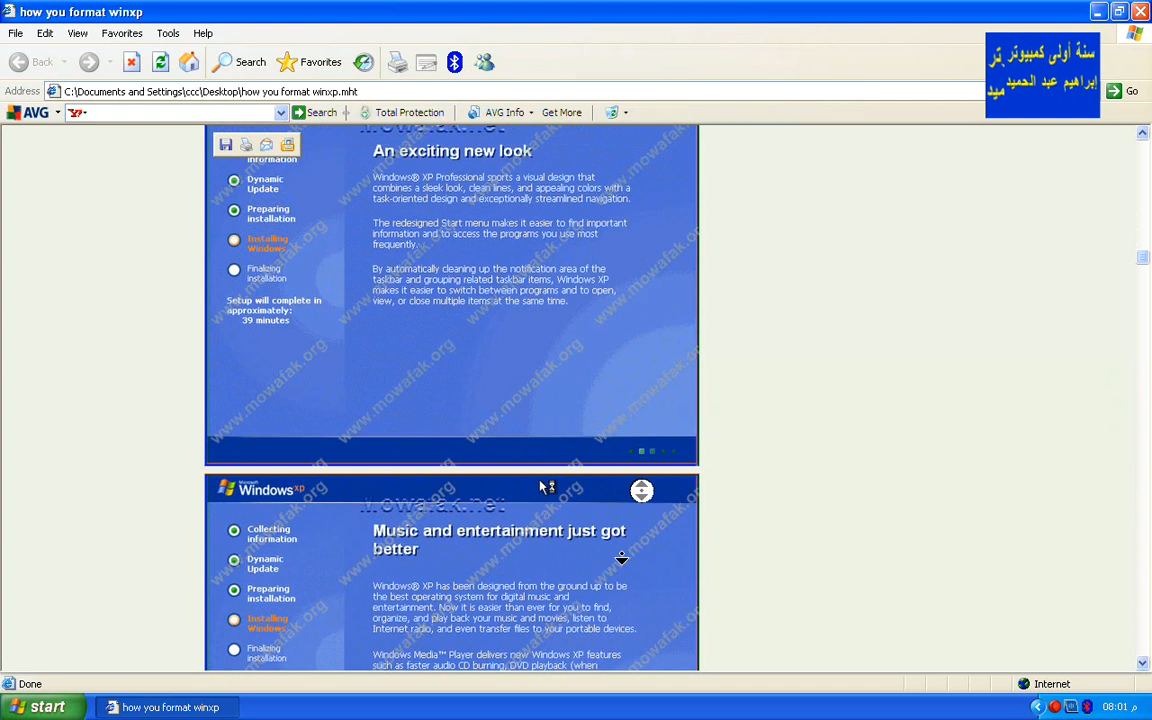 how you format winxp
File Edit View Favorites Tools Help
Back Search Favorites
Address C:\Documents and Settings\ccc\Desktop\how you format winxp.mht Go
AVG Y! Search Total Protection AVG Info Get More
سنة أولى كمبيوتر
إبراهيم عبد الحميد
Mowafak.net
information
Dynamic
Update
Preparing
installation
Installing
Windows
Finalizing
installation
Setup will complete in
approximately:
39 minutes
An exciting new look
Windows® XP Professional sports a visual design that
combines a sleek look, clean lines, and appealing colors with a
task-oriented design and exceptionally streamlined navigation.
The redesigned Start menu makes it easier to find important
information and to access the programs you use most
frequently.
By automatically cleaning up the notification area of the
taskbar and grouping related taskbar items, Windows XP
makes it easier to switch between programs and to open,
view, or close multiple items at the same time.
www.mowafak.org
Microsoft
Windows xp
Mowafak.net
Collecting
information
Dynamic
Update
Preparing
installation
Installing
Windows
Finalizing
installation
Music and entertainment just got
better
Windows® XP has been designed from the ground up to be
the best operating system for digital music and
entertainment. Now it is easier than ever for you to find,
organize, and play back your music and movies, listen to
Internet radio, and even transfer files to your portable devices.
Windows Media™ Player delivers new Windows XP features
such as faster audio CD burning, DVD playback (when
www.mowafak.org
Done Internet
start how you format winxp 08:01 م